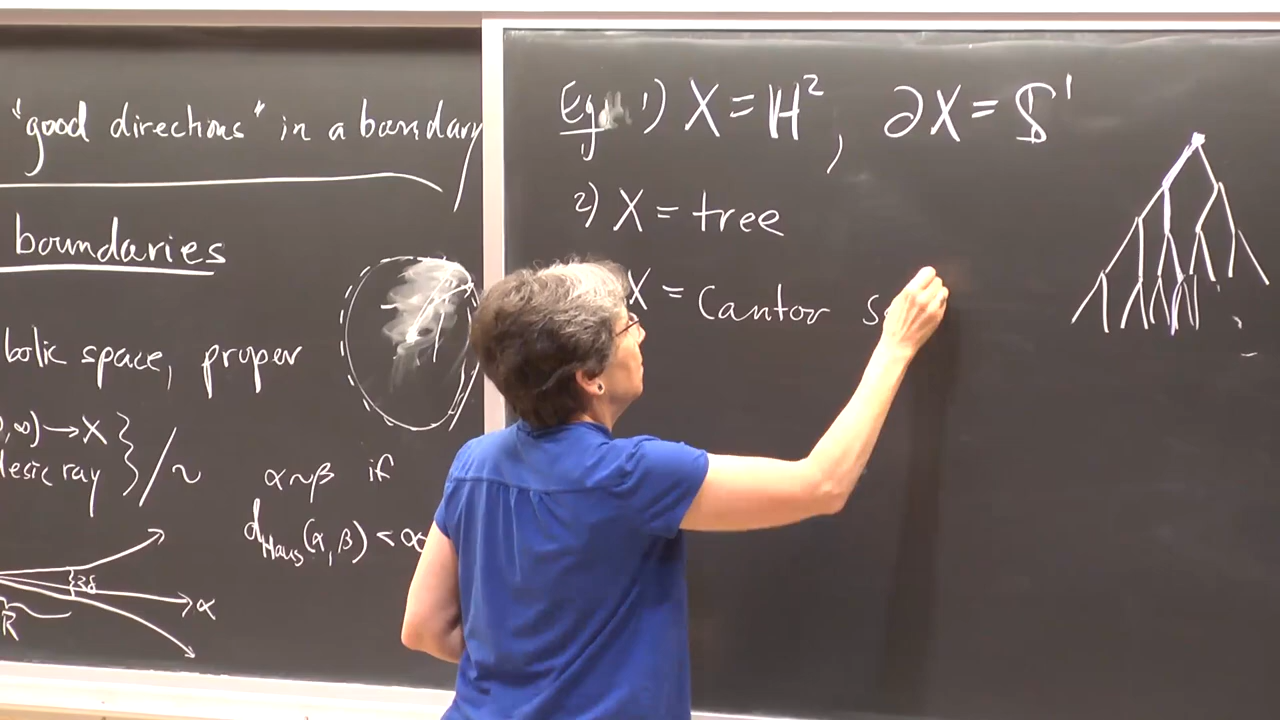 "good directions" in a boundary
boundaries
bolic space, proper
,∞) → X } / ~
desic ray
α ~ β if
d_Haus(α, β) < ∞
2δ
α
R
Eg. 1) X = ℍ², ∂X = S¹
2) X = tree
X = Cantor s